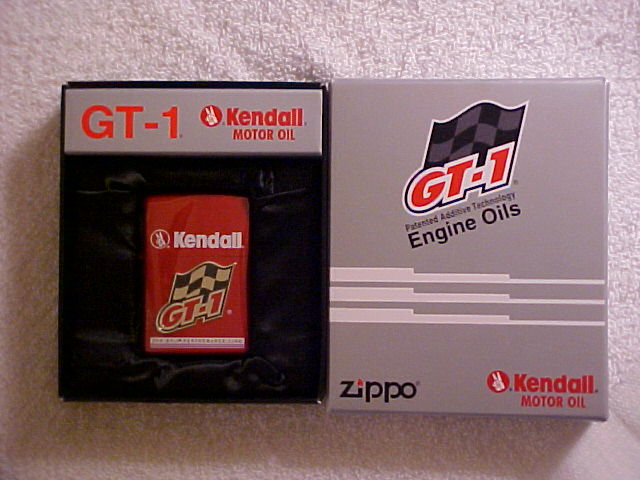 GT-1
Kendall
MOTOR OIL
Kendall
GT-1
GT-1
Patented Additive Technology
Engine Oils
zippo
Kendall
MOTOR OIL